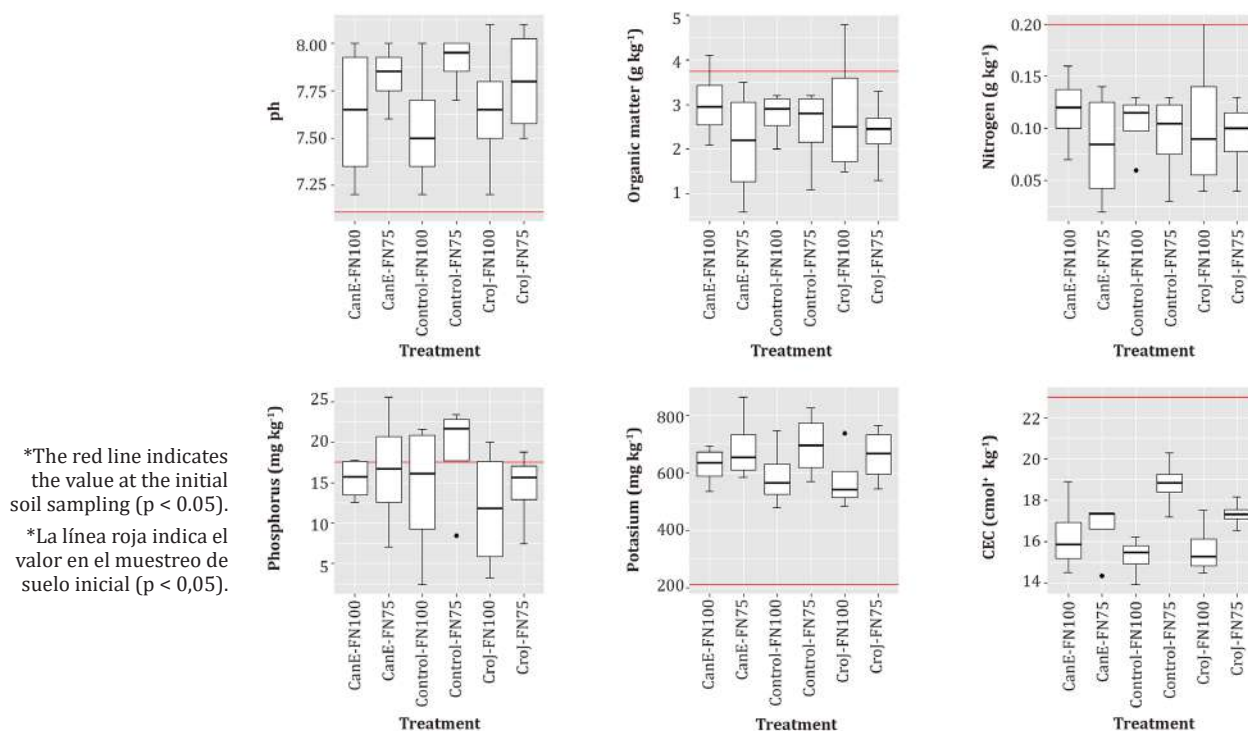 ph
8.00
7.75
7.50
7.25
CanE-FN100
CanE-FN75
Control-FN100
Control-FN75
CroJ-FN100
CroJ-FN75
Treatment
Organic matter (g kg⁻¹)
5
4
3
2
1
CanE-FN100
CanE-FN75
Control-FN100
Control-FN75
CroJ-FN100
CroJ-FN75
Treatment
Nitrogen (g kg⁻¹)
0.20
0.15
0.10
0.05
CanE-FN100
CanE-FN75
Control-FN100
Control-FN75
CroJ-FN100
CroJ-FN75
Treatment
*The red line indicates
the value at the initial
soil sampling (p < 0.05).
*La línea roja indica el
valor en el muestreo de
suelo inicial (p < 0,05).
Phosphorus (mg kg⁻¹)
25
20
15
10
5
CanE-FN100
CanE-FN75
Control-FN100
Control-FN75
CroJ-FN100
CroJ-FN75
Treatment
Potasium (mg kg⁻¹)
800
600
400
200
CanE-FN100
CanE-FN75
Control-FN100
Control-FN75
CroJ-FN100
CroJ-FN75
Treatment
CEC (cmol⁺ kg⁻¹)
22
20
18
16
14
CanE-FN100
CanE-FN75
Control-FN100
Control-FN75
CroJ-FN100
CroJ-FN75
Treatment